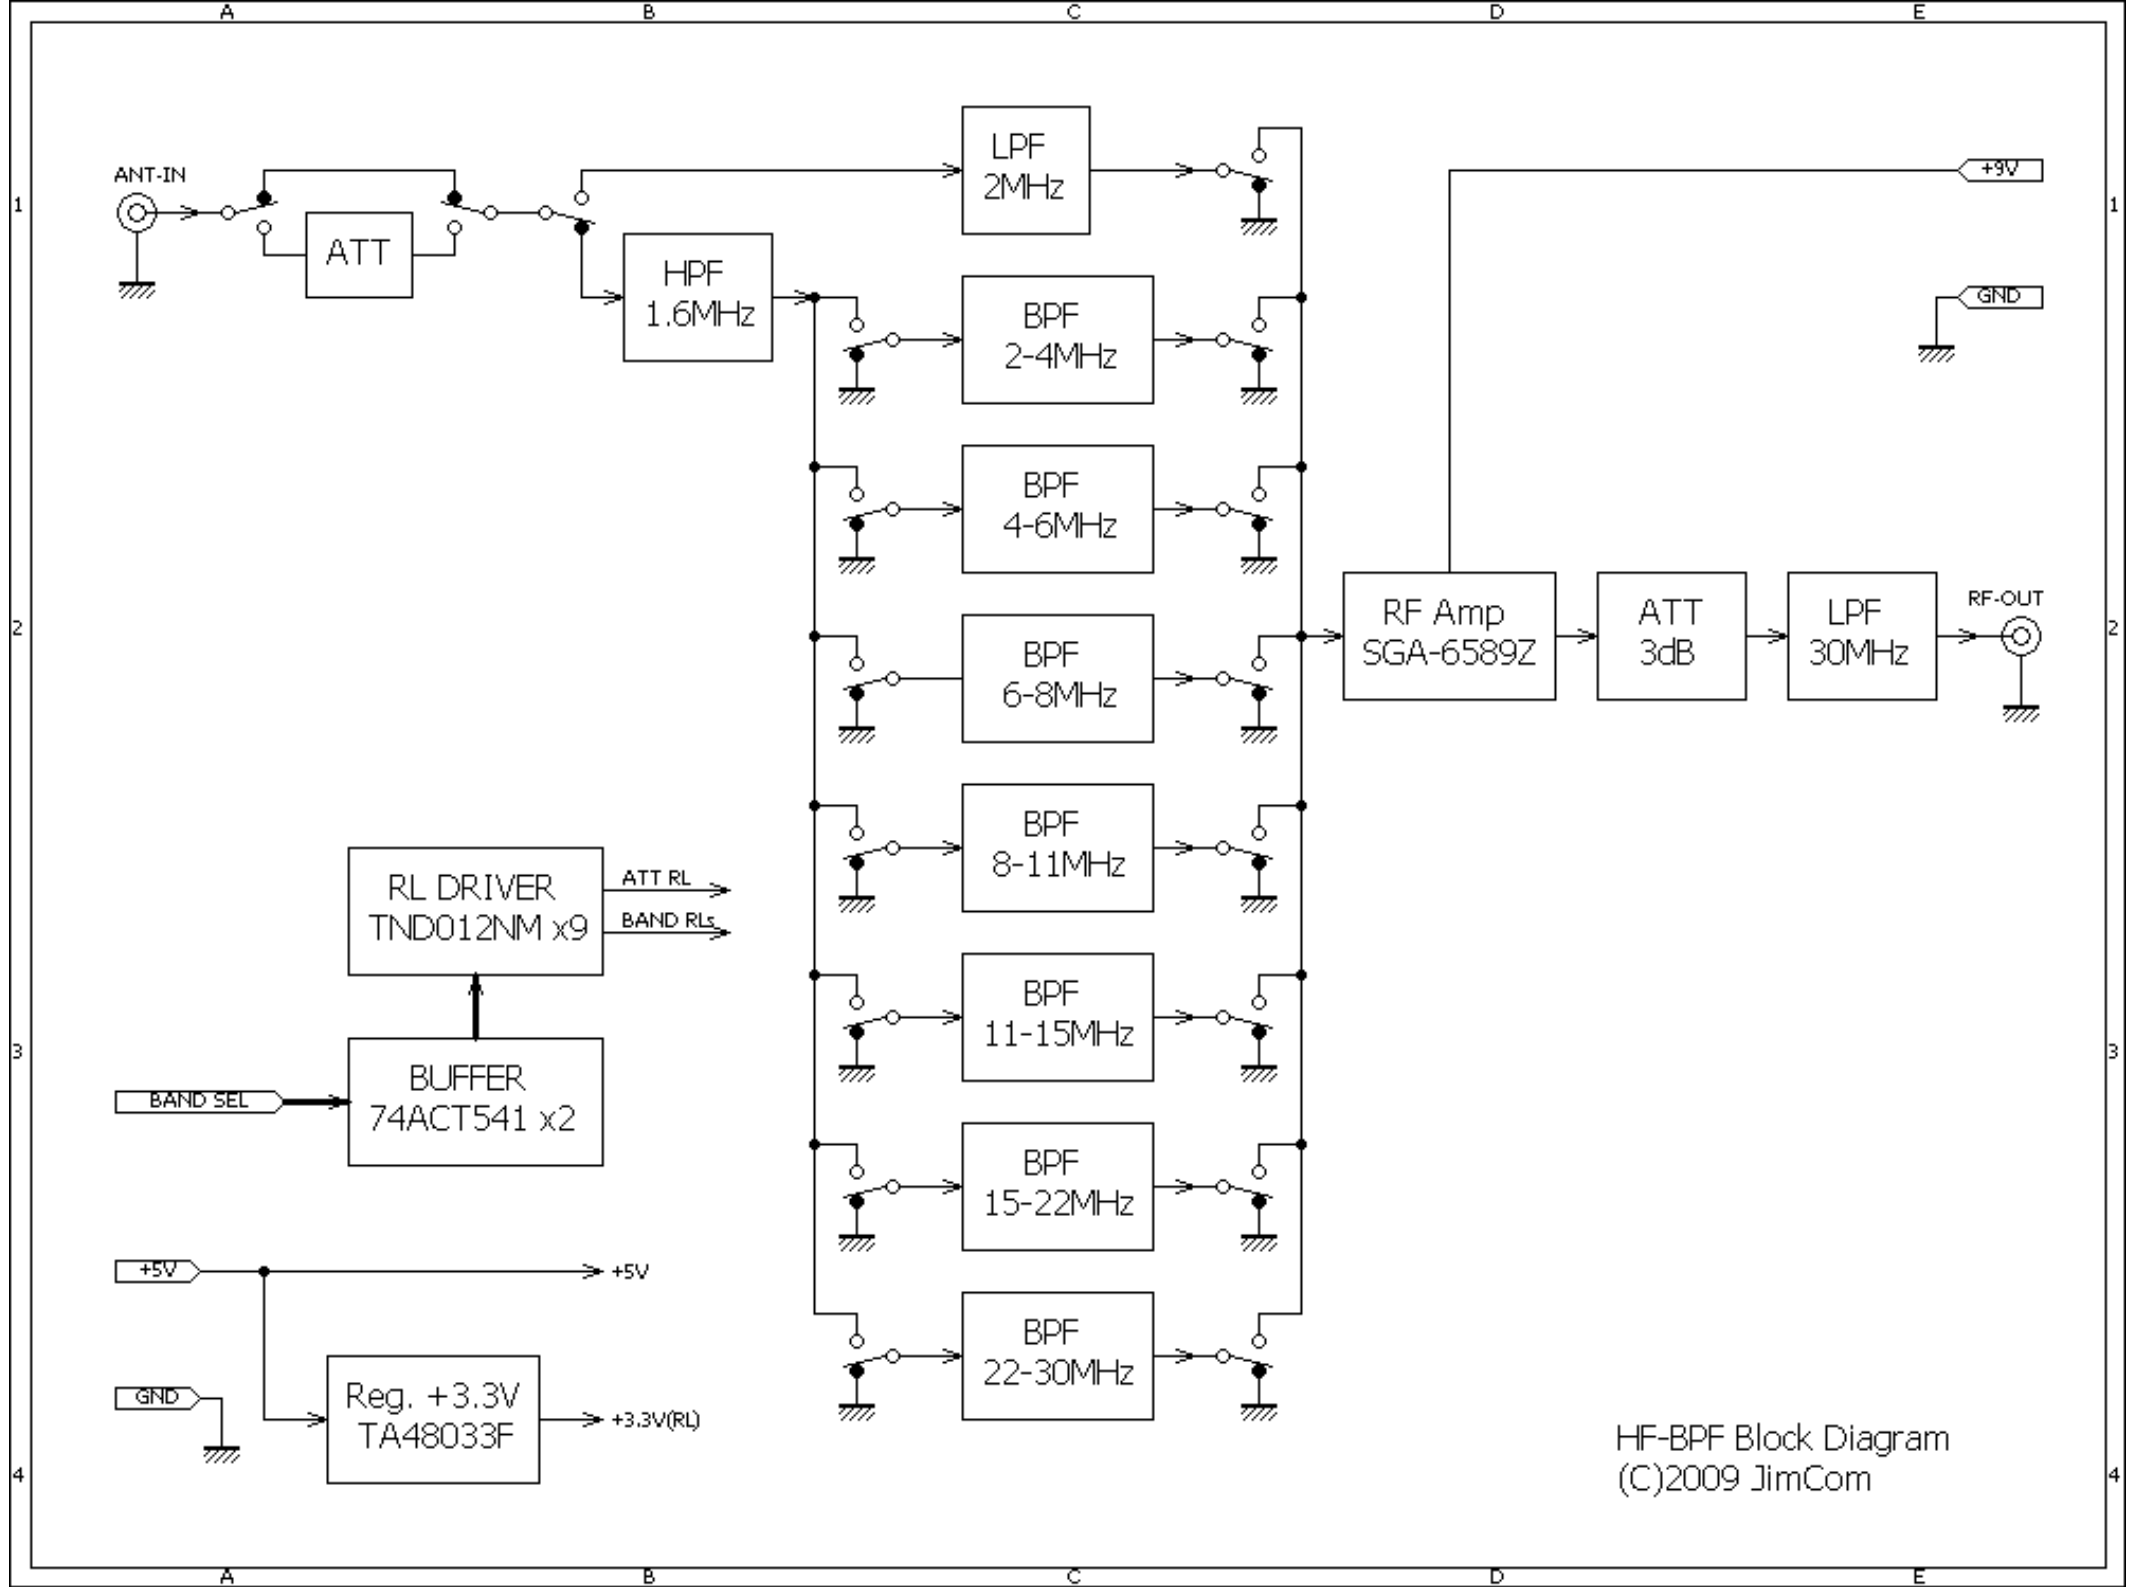 A B C D E
1
1
2
2
3
3
4
4
ANT-IN
ATT
HPF
1.6MHz
LPF
2MHz
BPF
2-4MHz
BPF
4-6MHz
BPF
6-8MHz
BPF
8-11MHz
BPF
11-15MHz
BPF
15-22MHz
BPF
22-30MHz
+9V
GND
RF Amp
SGA-6589Z
ATT
3dB
LPF
30MHz
RF-OUT
RL DRIVER
TND012NM x9
ATT RL
BAND RLs
BUFFER
74ACT541 x2
BAND SEL
+5V
+5V
GND
Reg. +3.3V
TA48033F
+3.3V(RL)
HF-BPF Block Diagram
(C)2009 JimCom
A B C D E